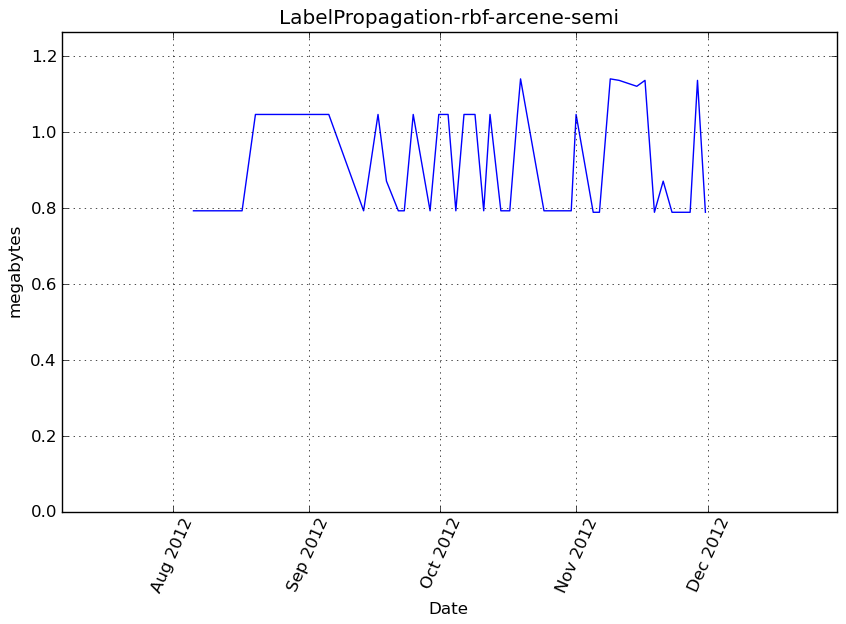 LabelPropagation-rbf-arcene-semi
1.2
1.0
0.8
0.6
0.4
0.2
0.0
megabytes
Aug 2012
Sep 2012
Oct 2012
Nov 2012
Dec 2012
Date